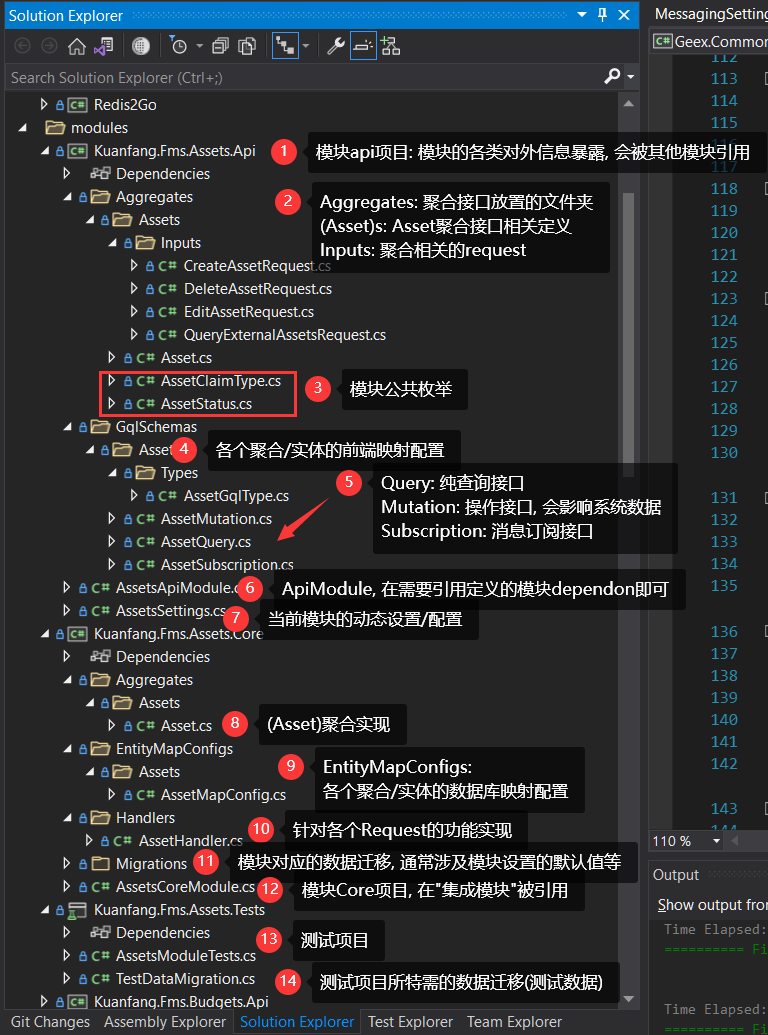 Solution Explorer
MessagingSetting
Geex.Common
Search Solution Explorer (Ctrl+;)
Redis2Go
modules
Kuanfang.Fms.Assets.Api
1 模块api项目: 模块的各类对外信息暴露, 会被其他模块引用
Dependencies
Aggregates
2 Aggregates: 聚合接口放置的文件夹
(Asset)s: Asset聚合接口相关定义
Inputs: 聚合相关的request
Assets
Inputs
C# CreateAssetRequest.cs
C# DeleteAssetRequest.cs
C# EditAssetRequest.cs
C# QueryExternalAssetsRequest.cs
C# Asset.cs
C# AssetClaimType.cs
C# AssetStatus.cs
3 模块公共枚举
GqlSchemas
Asset
4 各个聚合/实体的前端映射配置
Types
5 Query: 纯查询接口
Mutation: 操作接口, 会影响系统数据
Subscription: 消息订阅接口
C# AssetGqlType.cs
C# AssetMutation.cs
C# AssetQuery.cs
C# AssetSubscription.cs
C# AssetsApiModule.c
6 ApiModule, 在需要引用定义的模块dependon即可
C# AssetsSettings.cs
7 当前模块的动态设置/配置
Kuanfang.Fms.Assets.Core
Dependencies
Aggregates
Assets
C# Asset.cs
8 (Asset)聚合实现
EntityMapConfigs
9 EntityMapConfigs:
各个聚合/实体的数据库映射配置
Assets
C# AssetMapConfig.cs
Handlers
C# AssetHandler.cs
10 针对各个Request的功能实现
Migrations
11 模块对应的数据迁移, 通常涉及模块设置的默认值等
C# AssetsCoreModule.cs
12 模块Core项目, 在"集成模块"被引用
Kuanfang.Fms.Assets.Tests
Dependencies
13 测试项目
C# AssetsModuleTests.cs
C# TestDataMigration.cs
14 测试项目所特需的数据迁移(测试数据)
Kuanfang.Fms.Budgets.Api
Git Changes
Assembly Explorer
Solution Explorer
Test Explorer
Team Explorer
112
113
114
115
117
118
119
120
121
122
123
124
125
126
127
128
129
130
131
132
133
134
135
136
137
138
139
140
141
142
143
144
110 %
Output
Show output from
Time Elapsed:
========== Fi
Time Elapsed:
========== Fi